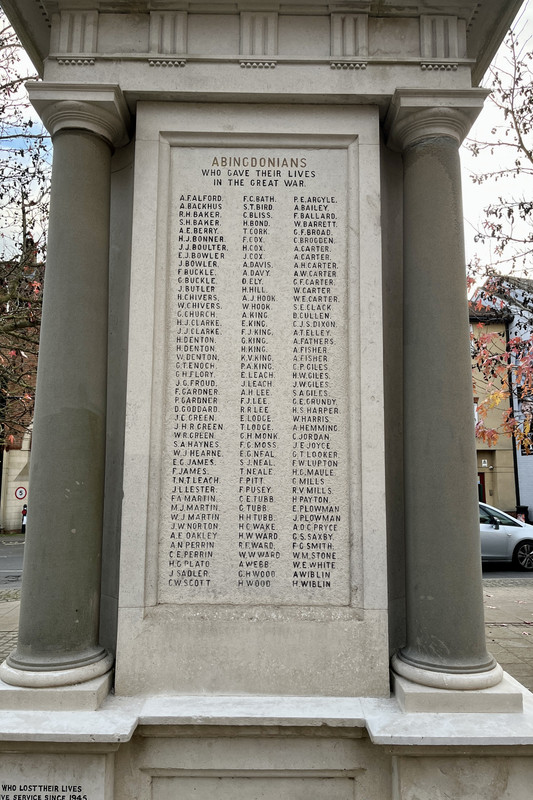 ABINGDONIANS
WHO GAVE THEIR LIVES
IN THE GREAT WAR.
A. FALFORD.
A. BACKHUS
R.H. BAKER.
S.H. BAKER.
A.E. BERRY.
H.J. BONNER.
J.J. BOULTER.
E.J. BOWLER
J. BOWLER.
F. BUCKLE.
G. BUCKLE.
J. BUTLER
H. CHIVERS.
W. CHIVERS.
G. CHURCH.
H.J. CLARKE.
J.J. CLARKE.
H. DENTON.
H. DENTON.
W. DENTON.
G.T. ENOCH.
G.H. FLORY.
J.G. FROUD.
F. GARDNER.
P. GARDNER
D. GODDARD.
J.E. GREEN.
J.H.R. GREEN
W.R. GREEN.
S.A. HAYNES.
W.J. HEARNE.
E.G. JAMES.
F. JAMES.
T.N.T. LEACH.
J.L. LESTER.
F.A. MARTIN.
M.J. MARTIN.
W.J. MARTIN
J.W. NORTON.
A.E. OAKLEY
A.N. PERRIN
C.E. PERRIN
H.G. PLATO
J. SADLER.
C.W. SCOTT.
F.C. BATH.
S.T. BIRD.
C. BLISS.
H. BOND.
T. CORK.
F. COX.
H. COX.
J. COX.
A. DAVIS.
A. DAVY.
O. ELY.
H. HILL.
A.J. HOOK.
W. HOOK.
A. KING
E. KING.
F.J. KING.
G. KING.
H. KING.
K.V. KING.
P.A. KING.
E. LEACH.
J. LEACH.
A.H. LEE.
F.J. LEE.
R.R. LEE
E. LODGE.
T. LODGE.
G.H. MONK.
F.C. MOSS.
E.G. NEAL.
S.J. NEAL.
T. NEALE.
F. PITT.
F. PUSEY.
C.E. TUBB.
G. TUBB.
H.H. TUBB.
H.C. WAKE.
H.W. WARD
R.F. WARD.
W.W. WARD
A. WEBB
G.H. WOOD
H. WOOD
P.E. ARGYLE.
A. BAILEY.
F. BALLARD.
W. BARRETT.
G.F. BROAD.
C. BROGDEN.
A. CARTER.
A. CARTER.
A.H. CARTER.
A.W. CARTER
G.F. CARTER.
W. CARTER
W.E. CARTER.
S.E. CLACK.
D. CULLEN.
C.J.S. DIXON.
A.T. ELLEY.
A. FATHERS.
A. FISHER.
A. FISHER
C.P. GILES.
H.W. GILES.
J.W. GILES.
S.A. GILES.
G.E. GRUNDY.
H.S. HARPER.
W. HARRIS.
A. HEMMING.
C. JORDAN.
J.E. JOYCE
G.T. LOOKER.
F.W. LUPTON
H.G. MAULE.
C. MILLS
R.V. MILLS.
H. PAYTON.
E. PLOWMAN
J. PLOWMAN
A.O.C. PRYCE
G.S. SAXBY.
F.G. SMITH.
W.M. STONE
W.E. WHITE
A. WIBLIN
H. WIBLIN
5
WHO LOST THEIR LIVES
VE SERVICE SINCE 1945